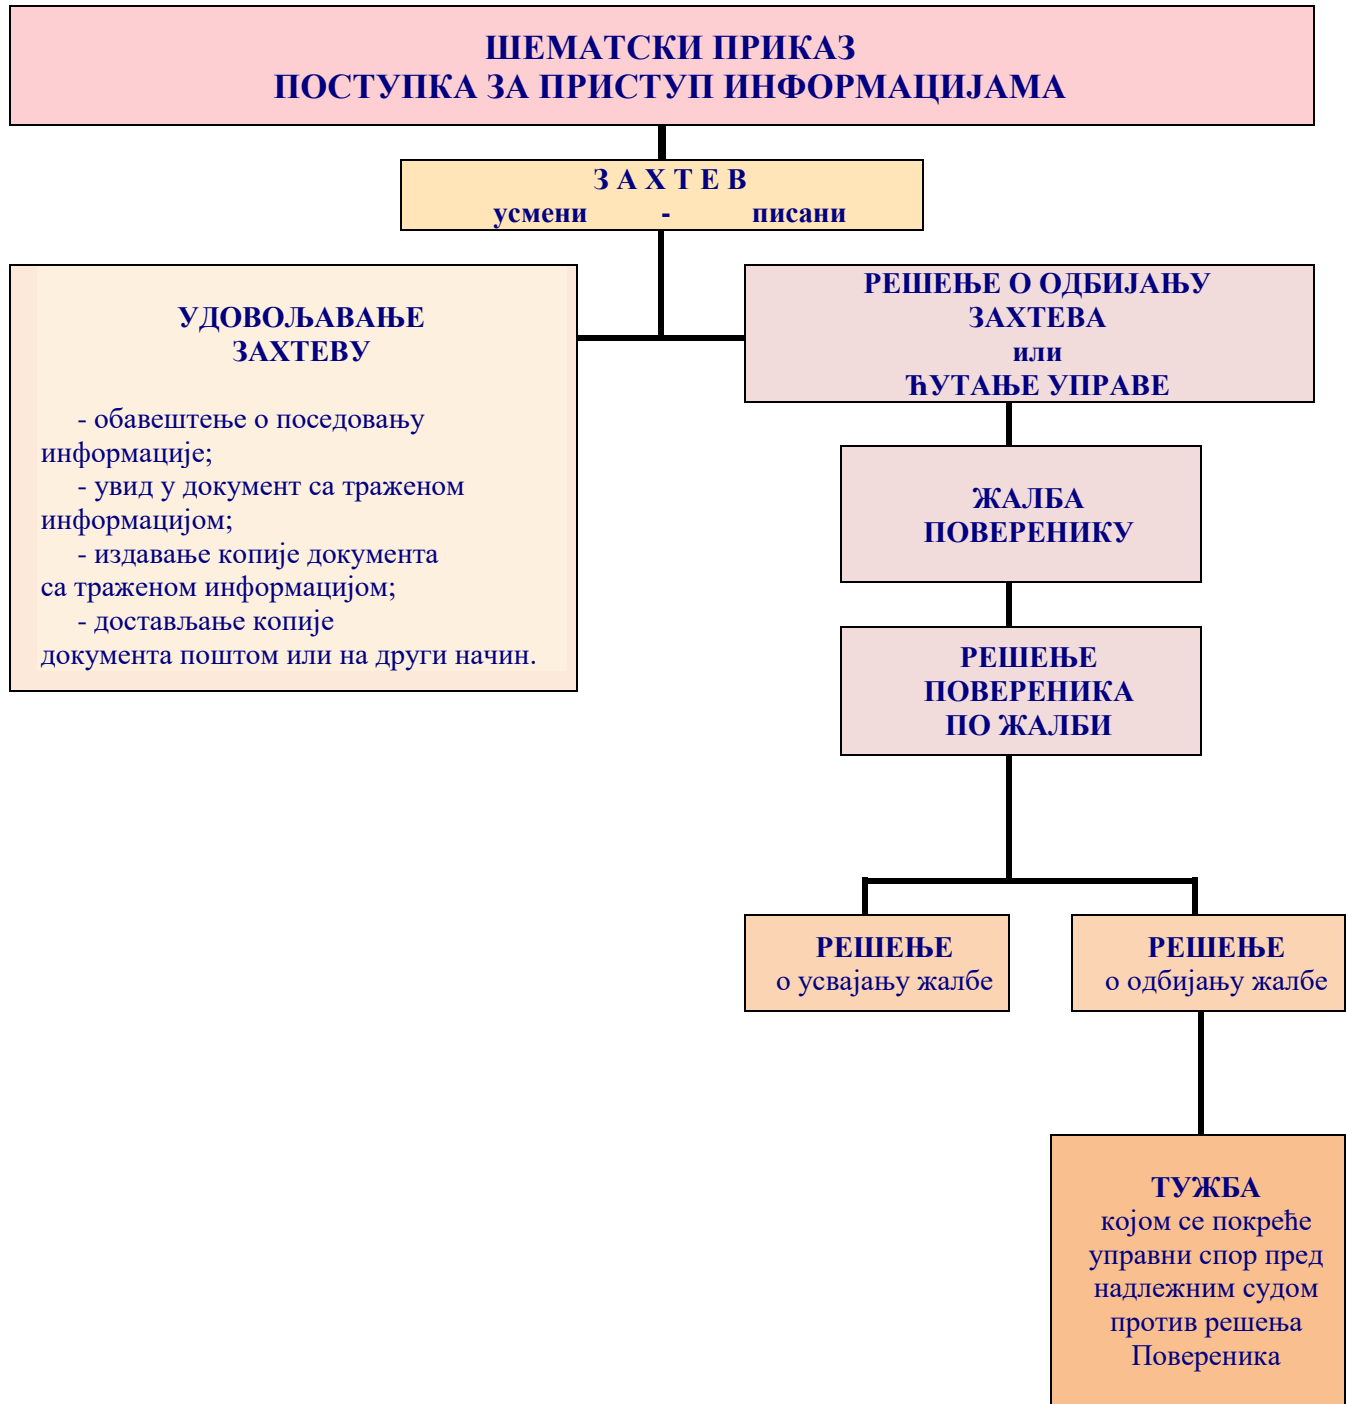 ШЕМАТСКИ ПРИКАЗ
ПОСТУПКА ЗА ПРИСТУП ИНФОРМАЦИЈАМА
З А Х Т Е В
усмени - писани
УДОВОЉАВАЊЕ
ЗАХТЕВУ
- обавештење о поседовању
информације;
- увид у документ са траженом
информацијом;
- издавање копије документа
са траженом информацијом;
- достављање копије
документа поштом или на други начин.
РЕШЕЊЕ О ОДБИЈАЊУ
ЗАХТЕВА
или
ЋУТАЊЕ УПРАВЕ
ЖАЛБА
ПОВЕРЕНИКУ
РЕШЕЊЕ
ПОВЕРЕНИКА
ПО ЖАЛБИ
РЕШЕЊЕ
о усвајању жалбе
РЕШЕЊЕ
о одбијању жалбе
ТУЖБА
којом се покреће
управни спор пред
надлежним судом
против решења
Повереника